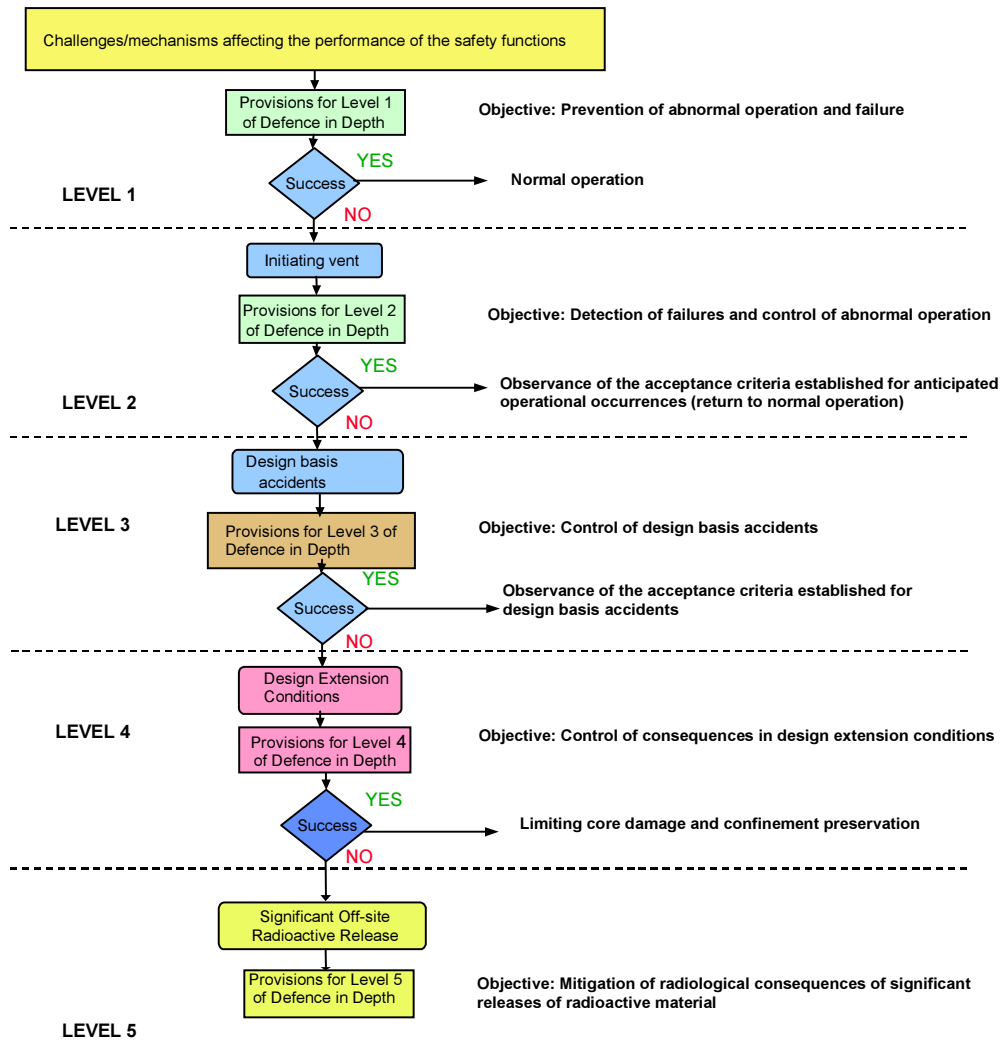 Challenges/mechanisms affecting the performance of the safety functions
Provisions for Level 1
of Defence in Depth
Objective: Prevention of abnormal operation and failure
YES
Success
Normal operation
LEVEL 1
NO
Initiating vent
Provisions for Level 2
of Defence in Depth
Objective: Detection of failures and control of abnormal operation
YES
Success
Observance of the acceptance criteria established for anticipated
operational occurrences (return to normal operation)
LEVEL 2
NO
Design basis
accidents
LEVEL 3
Provisions for Level 3 of
Defence in Depth
Objective: Control of design basis accidents
YES
Success
Observance of the acceptance criteria established for
design basis accidents
NO
Design Extension
Conditions
LEVEL 4
Provisions for Level 4
of Defence in Depth
Objective: Control of consequences in design extension conditions
YES
Success
Limiting core damage and confinement preservation
NO
Significant Off-site
Radioactive Release
Provisions for Level 5
of Defence in Depth
Objective: Mitigation of radiological consequences of significant
releases of radioactive material
LEVEL 5